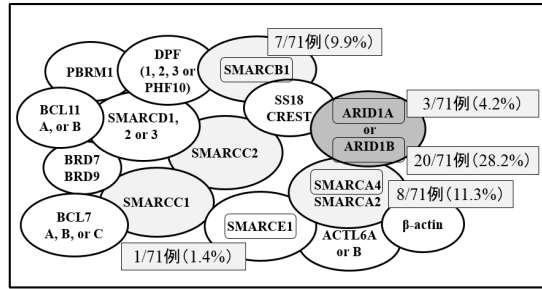 7/71例(9.9%)
PBRM1
DPF
(1, 2, 3 or
PHF10)
SMARCB1
BCL11
A, or B
SMARCD1,
2 or 3
SS18
CREST
ARID1A
or
ARID1B
3/71例(4.2%)
20/71例(28.2%)
BRD7
BRD9
SMARCC2
SMARCA4
SMARCA2
8/71例(11.3%)
BCL7
A, B, or C
SMARCC1
SMARCE1
ACTL6A
or B
β-actin
1/71例(1.4%)